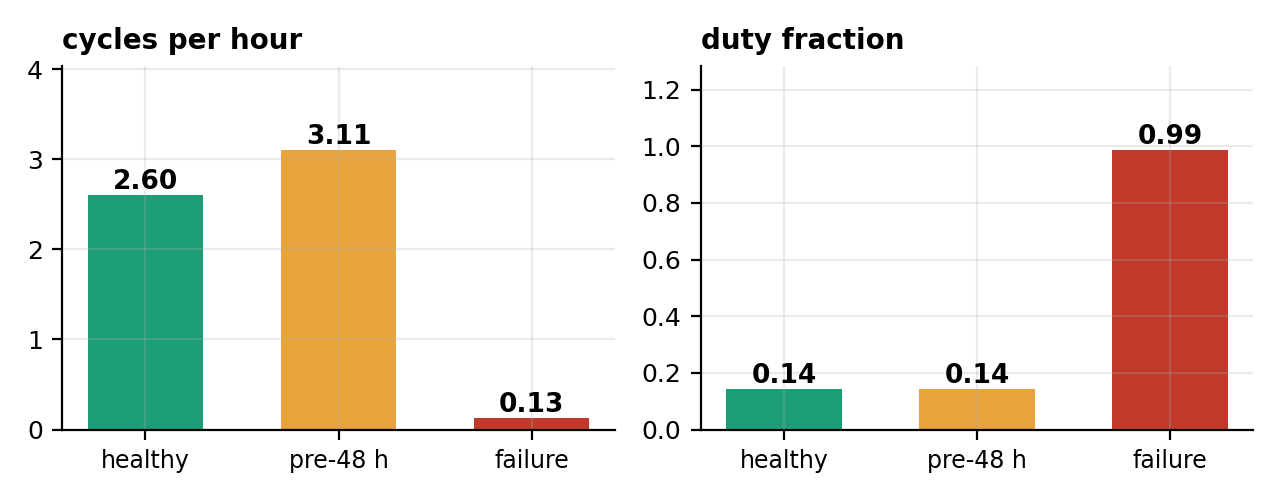 cycles per hour
4
3
2
1
0
2.60
3.11
0.13
healthy
pre-48 h
failure
duty fraction
1.2
1.0
0.8
0.6
0.4
0.2
0.0
0.14
0.14
0.99
healthy
pre-48 h
failure